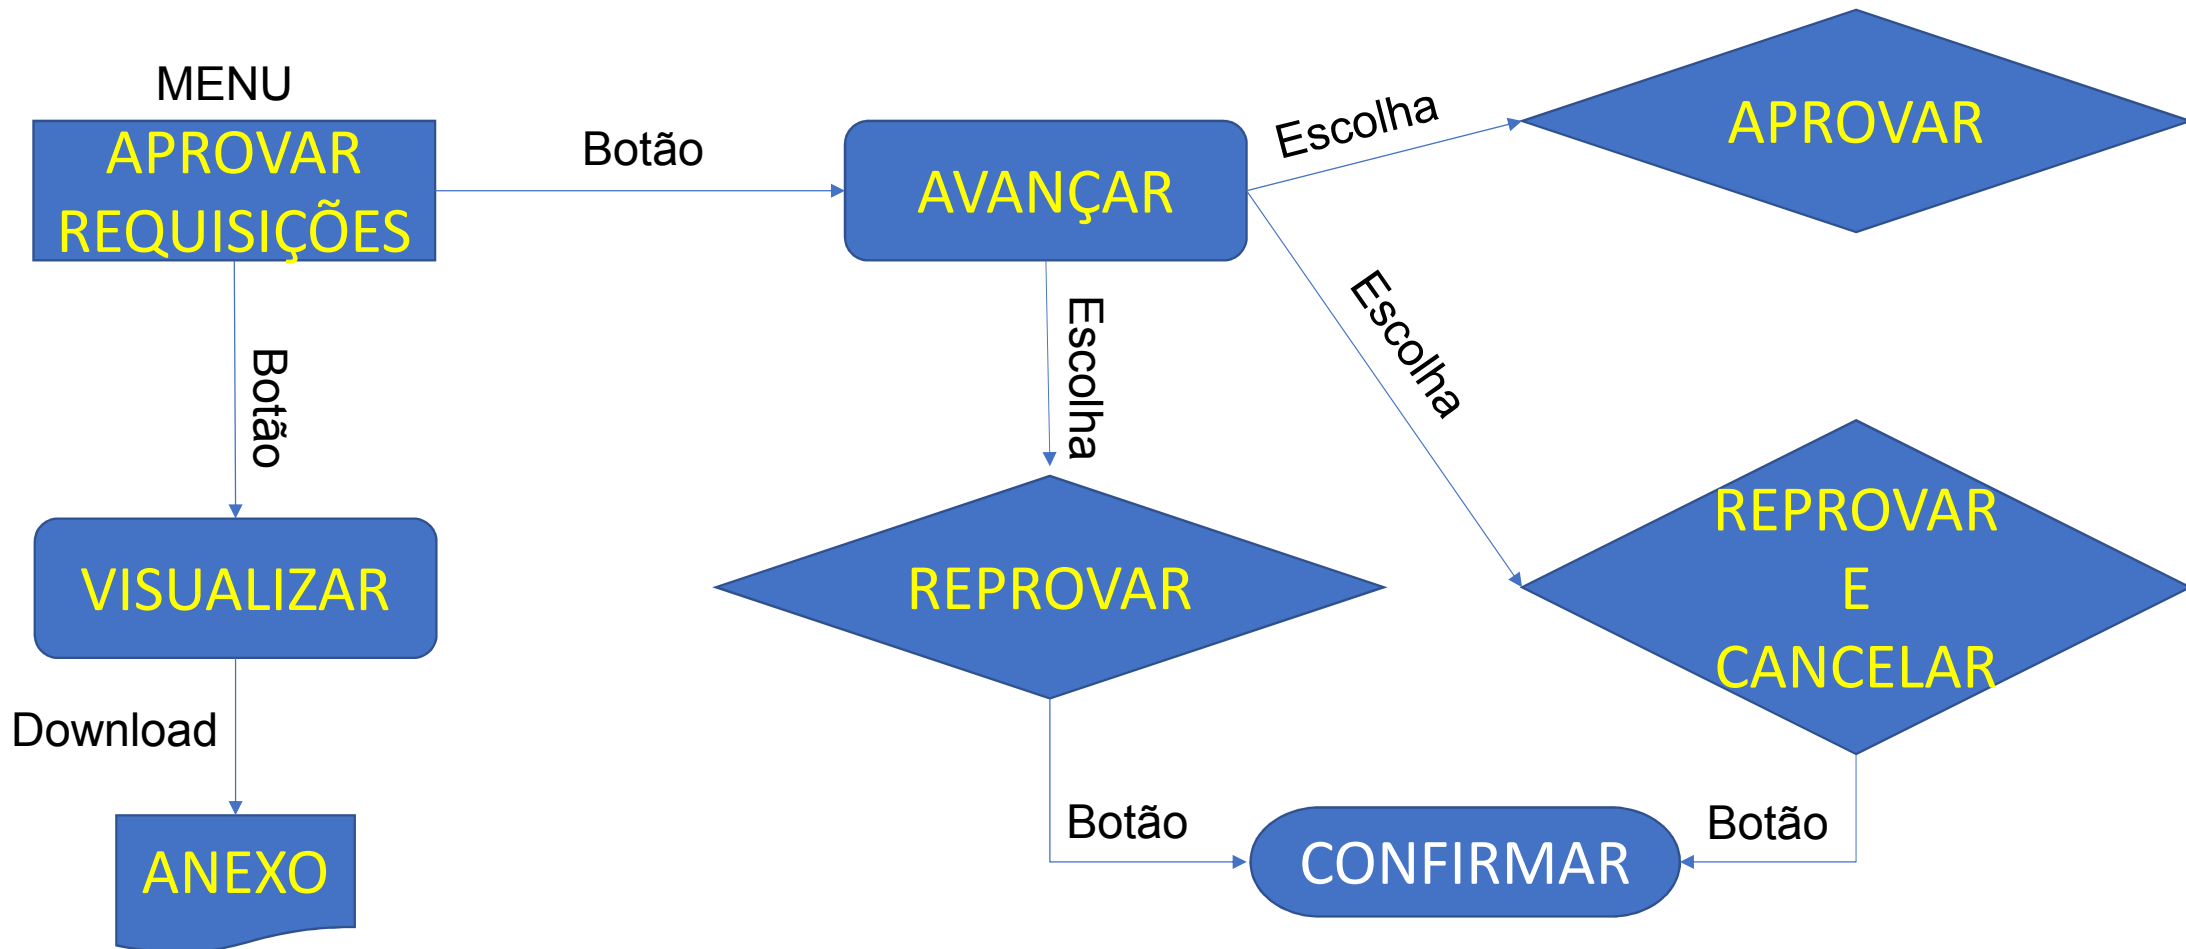 MENU
APROVAR
REQUISIÇÕES
Botão
AVANÇAR
Escolha
APROVAR
Botão
Escolha
Escolha
VISUALIZAR
REPROVAR
REPROVAR
E
CANCELAR
Download
ANEXO
Botão
CONFIRMAR
Botão